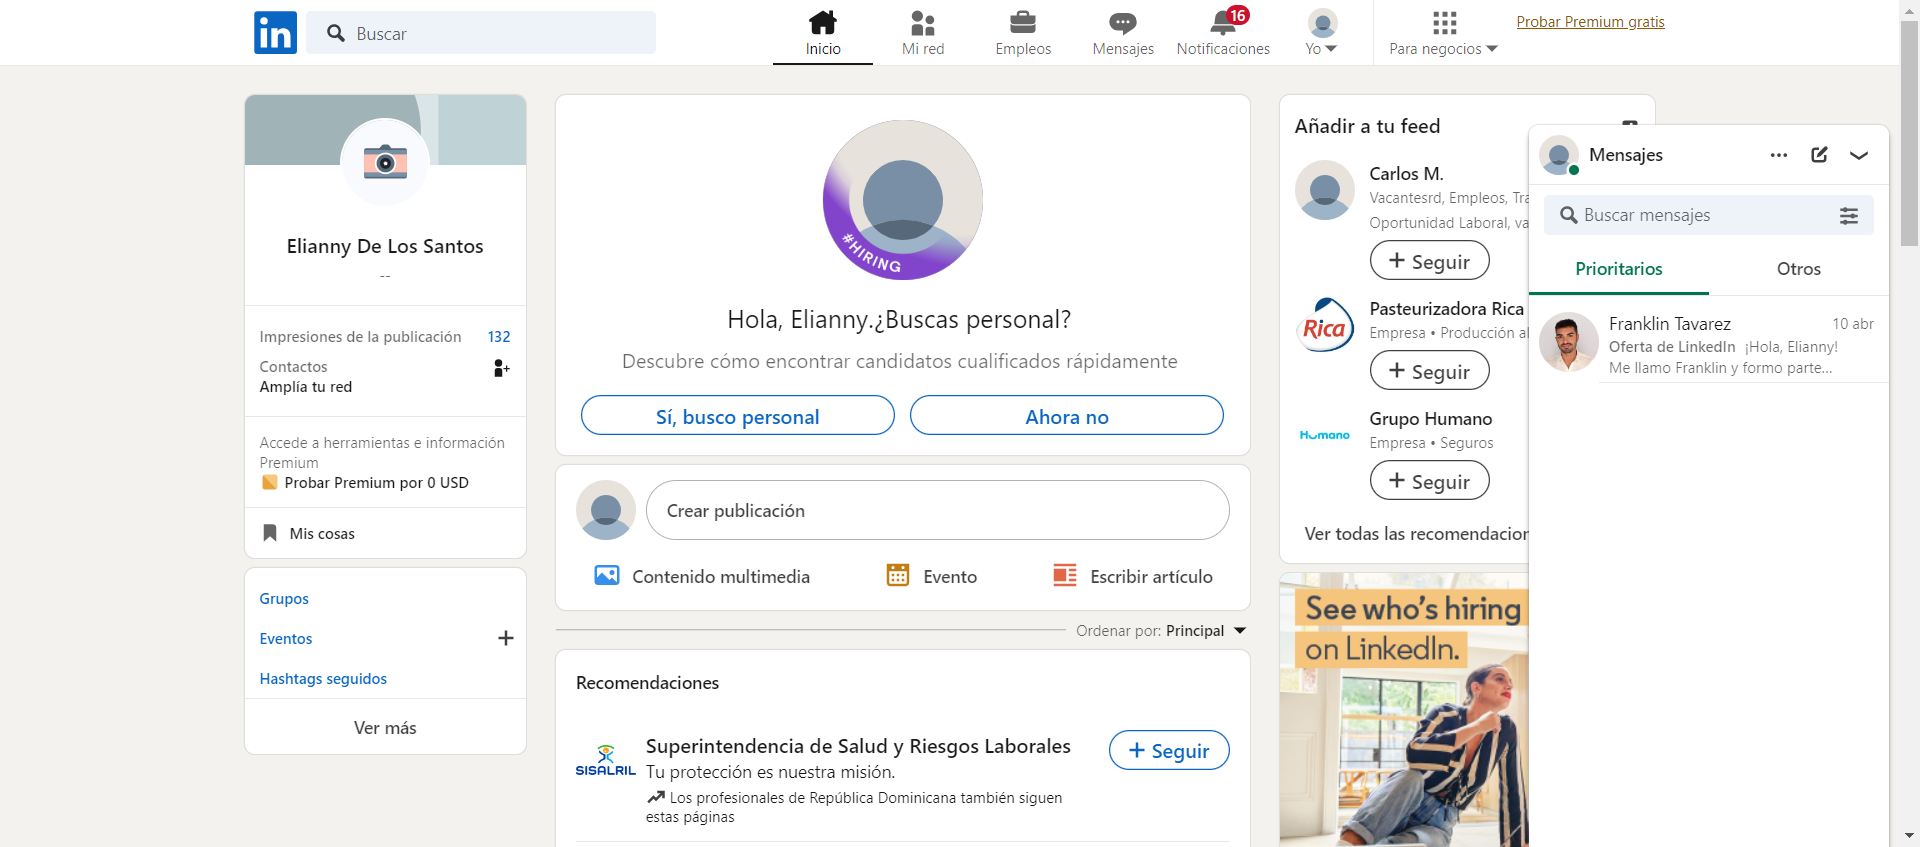 in
Buscar
Inicio
Mi red
Empleos
Mensajes
16
Notificaciones
Yo
Para negocios
Probar Premium gratis
Elianny De Los Santos
--
Impresiones de la publicación 132
Contactos
Amplía tu red
Accede a herramientas e información
Premium
Probar Premium por 0 USD
Mis cosas
Grupos
Eventos
Hashtags seguidos
Ver más
#HIRING
Hola, Elianny.¿Buscas personal?
Descubre cómo encontrar candidatos cualificados rápidamente
Sí, busco personal
Ahora no
Crear publicación
Contenido multimedia
Evento
Escribir artículo
Ordenar por: Principal
Recomendaciones
SISALRIL
Superintendencia de Salud y Riesgos Laborales
Tu protección es nuestra misión.
Los profesionales de República Dominicana también siguen
estas páginas
+ Seguir
Añadir a tu feed
Carlos M.
Vacantesrd, Empleos, Tra
Oportunidad Laboral, va
+ Seguir
Rica
Pasteurizadora Rica
Empresa • Producción al
+ Seguir
Humano
Grupo Humano
Empresa • Seguros
+ Seguir
Ver todas las recomendacion
See who's hiring
on LinkedIn.
Mensajes
Buscar mensajes
Prioritarios
Otros
Franklin Tavarez 10 abr
Oferta de LinkedIn ¡Hola, Elianny!
Me llamo Franklin y formo parte...